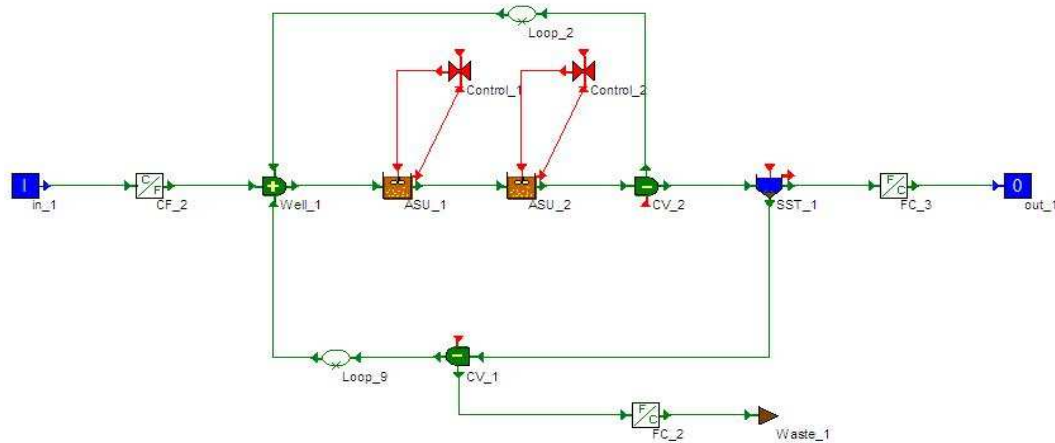 Loop_2
Control_1
Control_2
I
C/F
+
-
F/C
O
in_1
CF_2
Well_1
ASU_1
ASU_2
CV_2
SST_1
FC_3
out_1
-
Loop_9
CV_1
F/C
FC_2
Waste_1